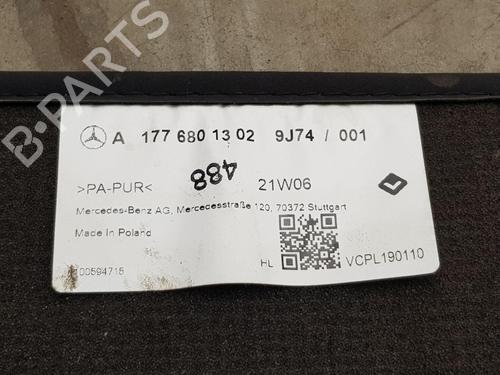 B-PARTS
A 177 680 13 02 9J74 / 001
488
>PA-PUR< 21W06
Mercedes-Benz AG, Mercedesstraße 120, 70372 Stuttgart
Made In Poland
HL VCPL190110